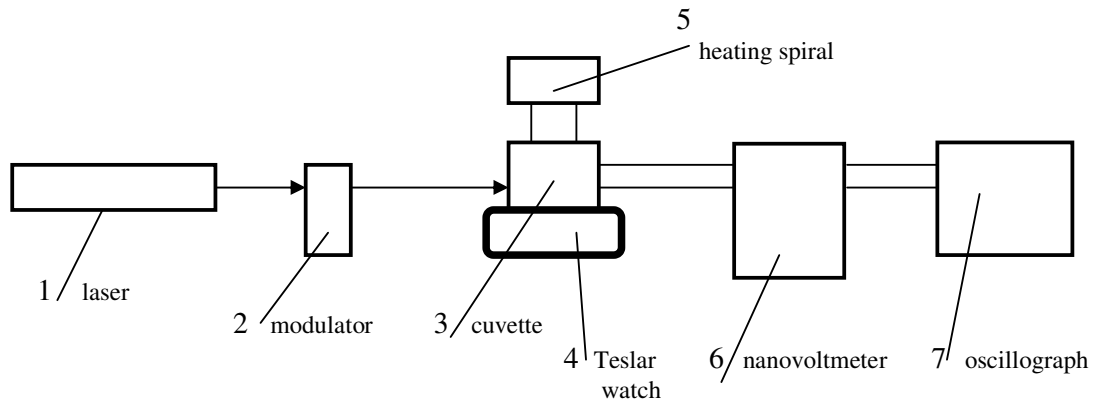 5
heating spiral
1 laser
2 modulator
3 cuvette
4 Teslar
watch
6 nanovoltmeter
7 oscillograph